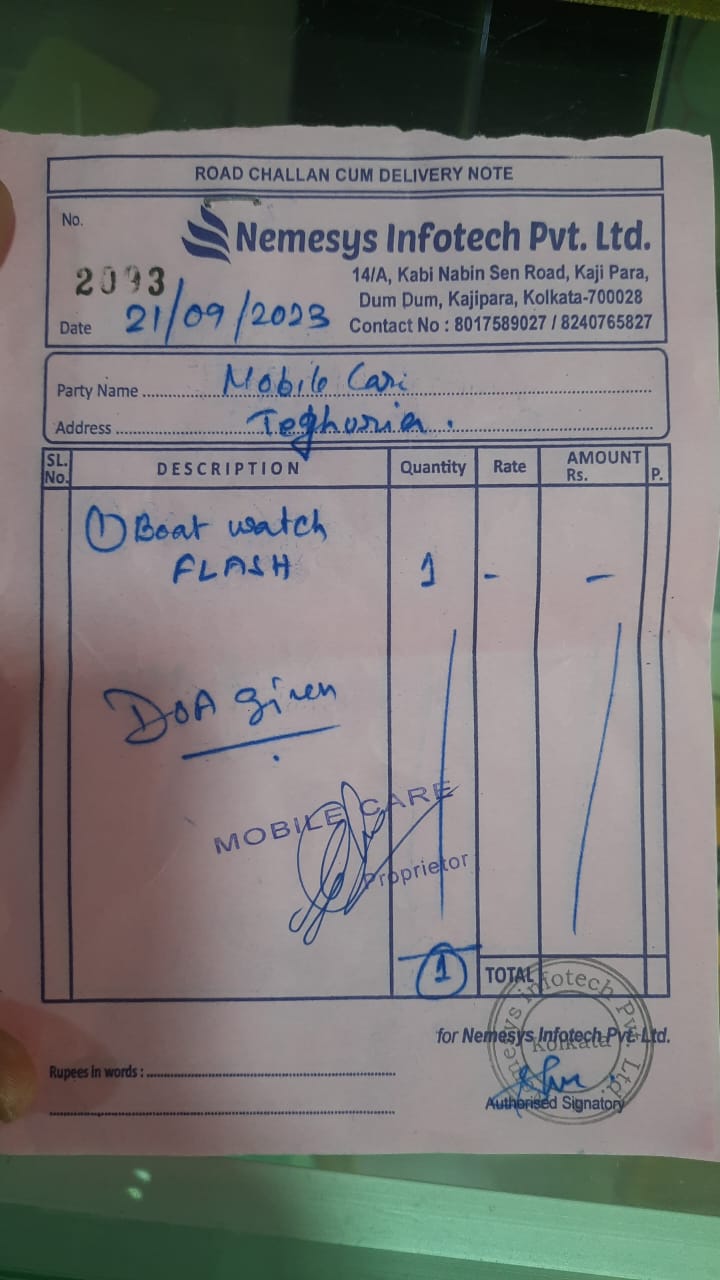 ROAD CHALLAN CUM DELIVERY NOTE
No. 2093
Nemesys Infotech Pvt. Ltd.
14/A, Kabi Nabin Sen Road, Kaji Para,
Dum Dum, Kajipara, Kolkata-700028
Date 21/09/2023 Contact No : 8017589027 / 8240765827
Party Name Mobile Care
Address Teghuria.
SL. No. DESCRIPTION Quantity Rate AMOUNT Rs. P.
① Boat watch
FLASH 1 - -
DOA given
MOBILE CARE
Proprietor
1 TOTAL
Nemesys Infotech Pvt. Ltd.
Kolkata
for Nemesys Infotech Pvt. Ltd.
Rupees in words :
Authorised Signatory